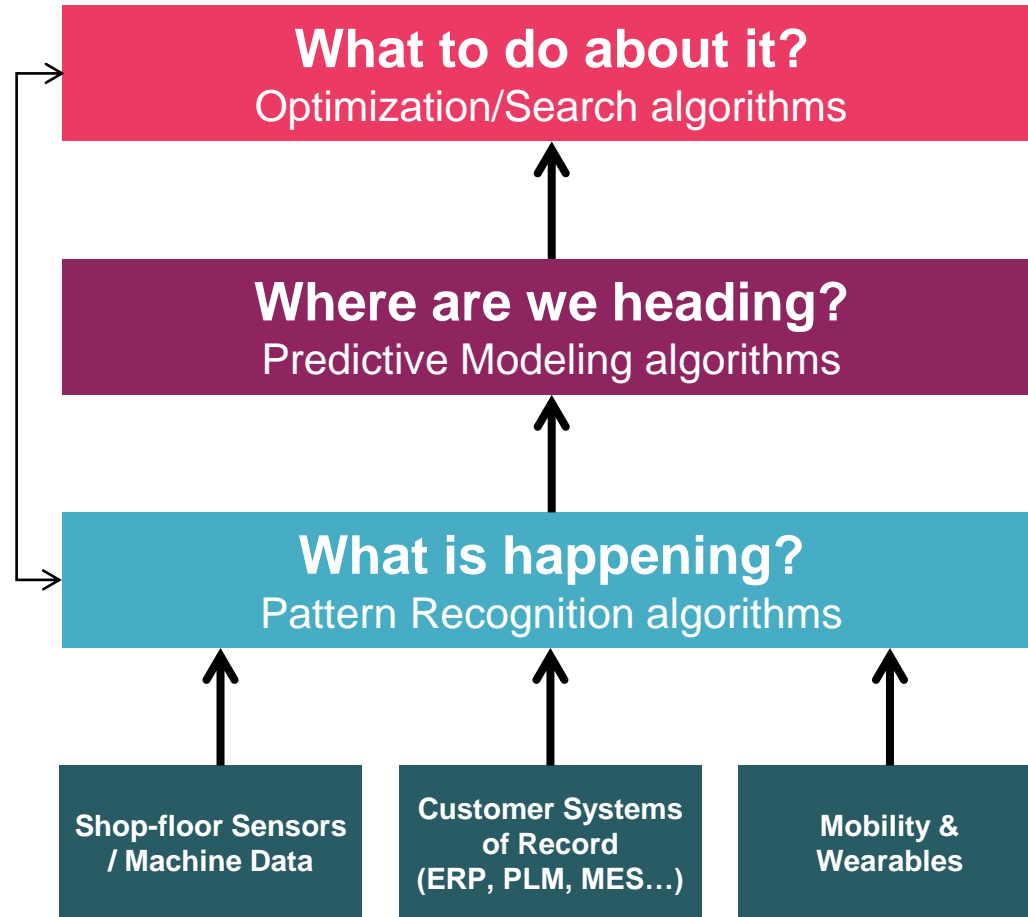 What to do about it?
Optimization/Search algorithms
Where are we heading?
Predictive Modeling algorithms
What is happening?
Pattern Recognition algorithms
Shop-floor Sensors
/ Machine Data
Customer Systems
of Record
(ERP, PLM, MES…)
Mobility &
Wearables